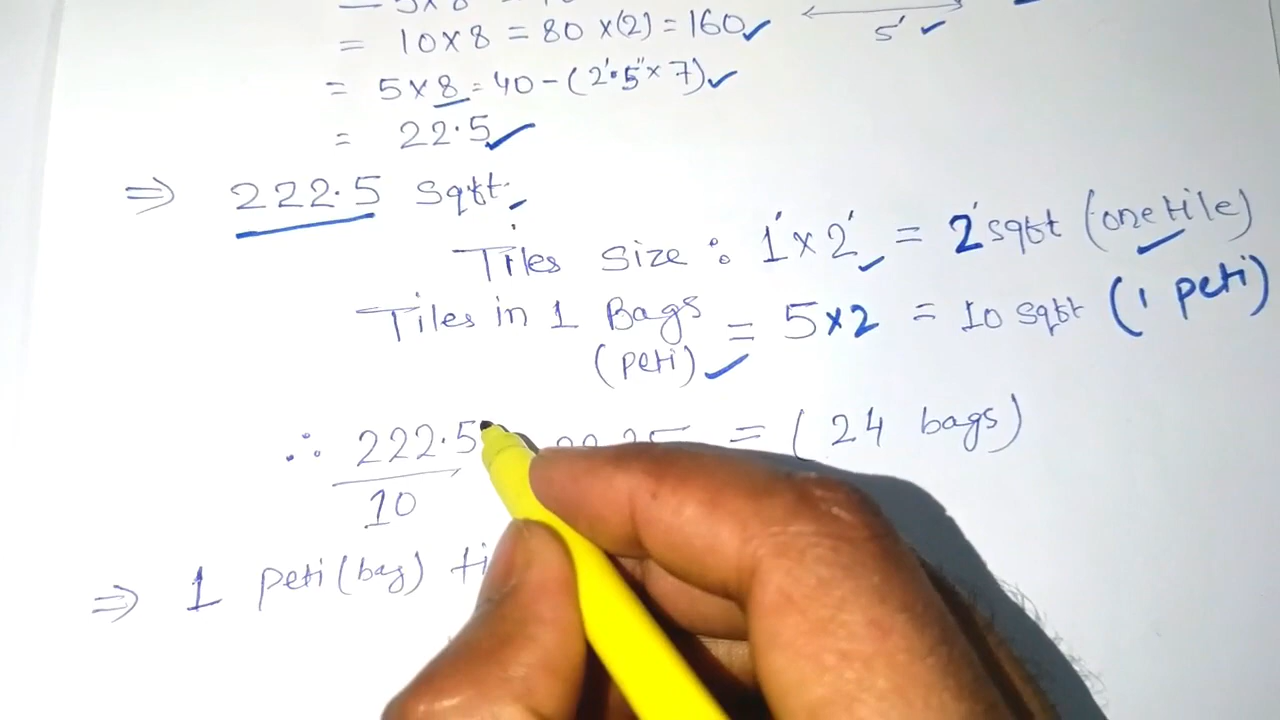 = 10 x 8 = 80 x(2) = 160
5'
= 5 x 8 = 40 - (2'.5" x 7)
= 22.5
⇒ 222.5 Sqft.
Tiles Size : 1' x 2' = 2' sqft (one tile)
Tiles in 1 Bags = 5 x 2 = 10 sqft (1 peti)
(peti)
∴ 222.5 = (24 bags)
10
⇒ 1 peti (bag)